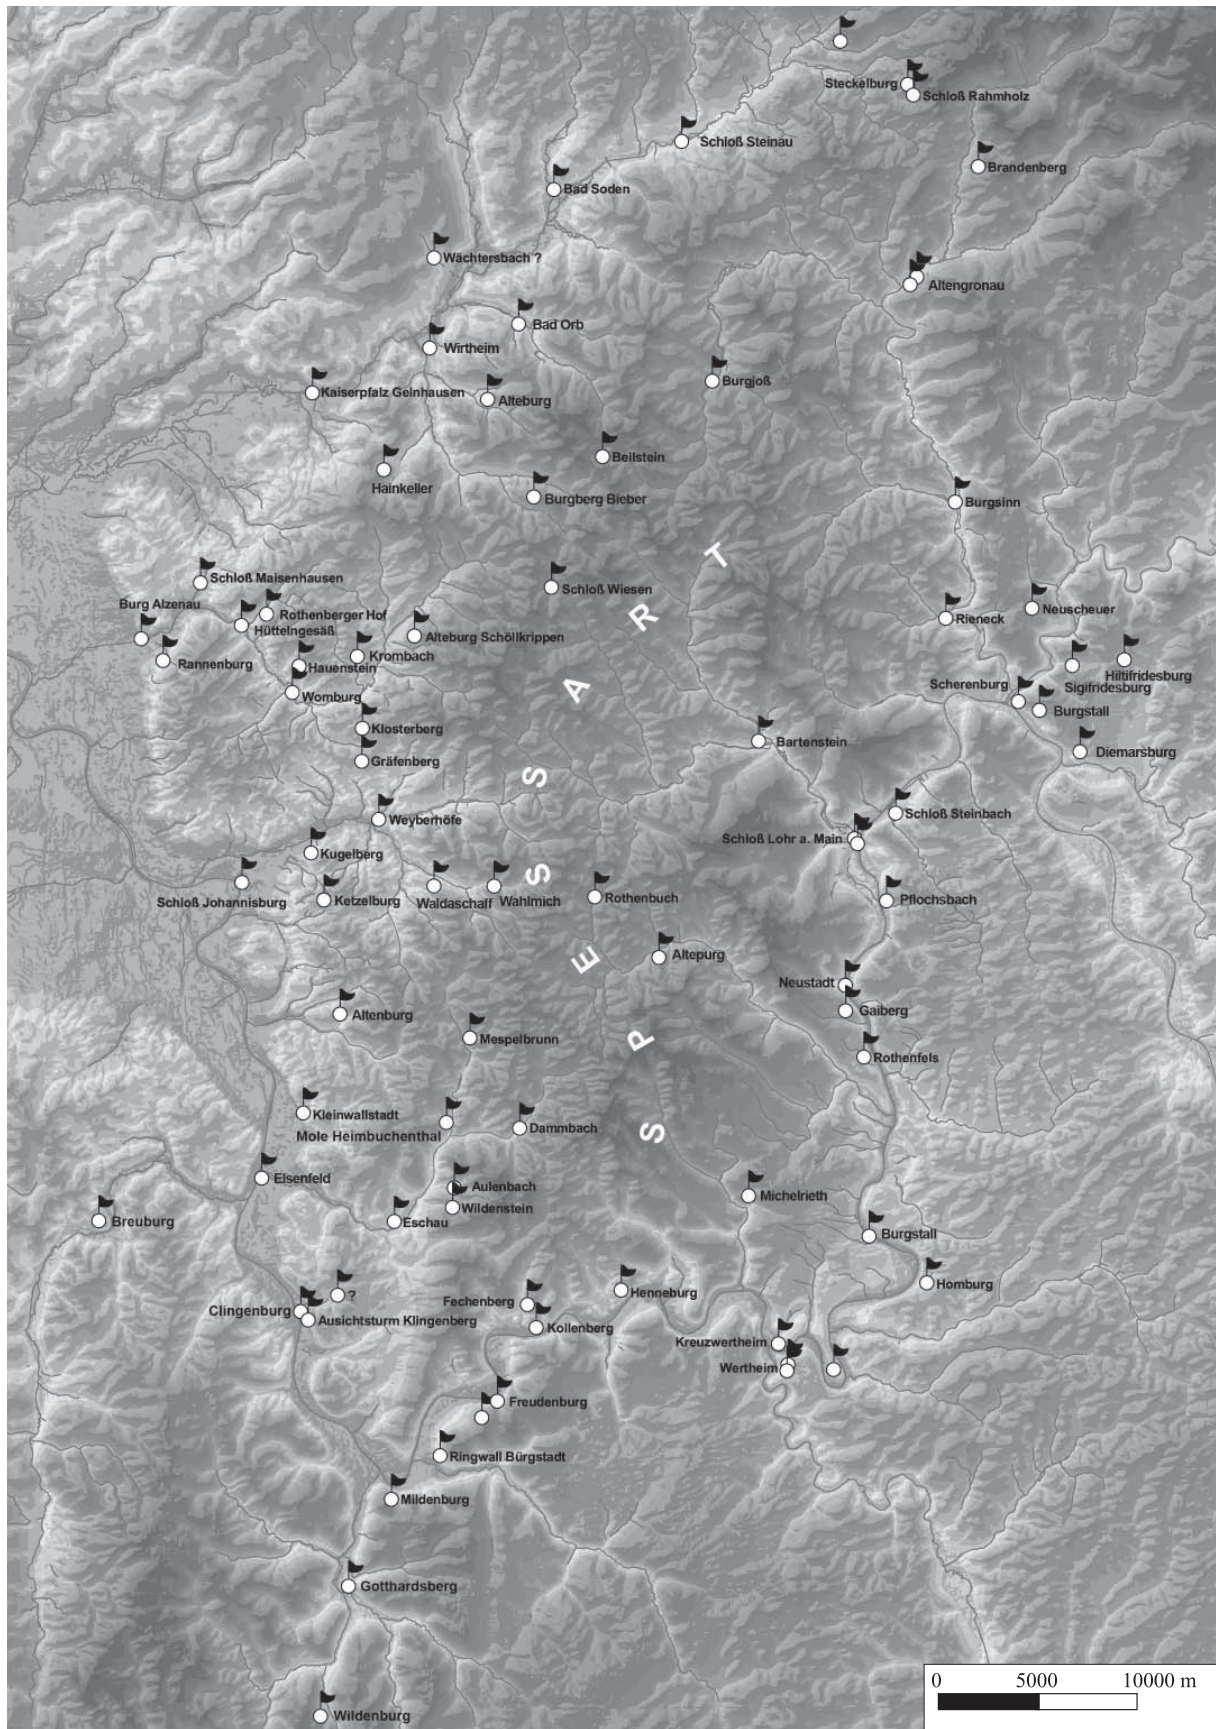 Steckelburg
Schloß Rahmholz
Schloß Steinau
Brandenberg
Bad Soden
Wächtersbach ?
Altengronau
Bad Orb
Wirtheim
Burgjoß
Kaiserpfalz Gelnhausen
Alteburg
Beilstein
Hainkeller
Burgberg Bieber
Burgsinn
T
Schloß Maisenhausen
Schloß Wiesen
Burg Alzenau
Rothenberger Hof
R
Neuscheuer
Rieneck
Hüttelngesäß
Alteburg Schöllkrippen
Krombach
Rannenburg
Hauenstein
Hiltifridesburg
Scherenburg
Sigifridesburg
A
Womburg
Burgstall
Klosterberg
Bartenstein
Diemarsburg
Gräfenberg
S
Weyberhöfe
Schloß Steinbach
Schloß Lohr a. Main
Kugelberg
S
Schloß Johannisburg
Ketzelburg
Waldaschaff
Wahlmich
Rothenbuch
Pflochsbach
Altepurg
E
Neustadt
Gaiberg
Altenburg
Mespelbrunn
P
Rothenfels
Kleinwallstadt
Mole Heimbuchenthal
Dammbach
S
Elsenfeld
Aulenbach
Michelrieth
Wildenstein
Breuburg
Eschau
Burgstall
Homburg
?
Henneburg
Fechenberg
Clingenburg
Ausichtsturm Klingenberg
Kollenberg
Kreuzwertheim
Wertheim
Freudenburg
Ringwall Bürgstadt
Mildenburg
Gotthardsberg
Wildenburg
0 5000 10000 m